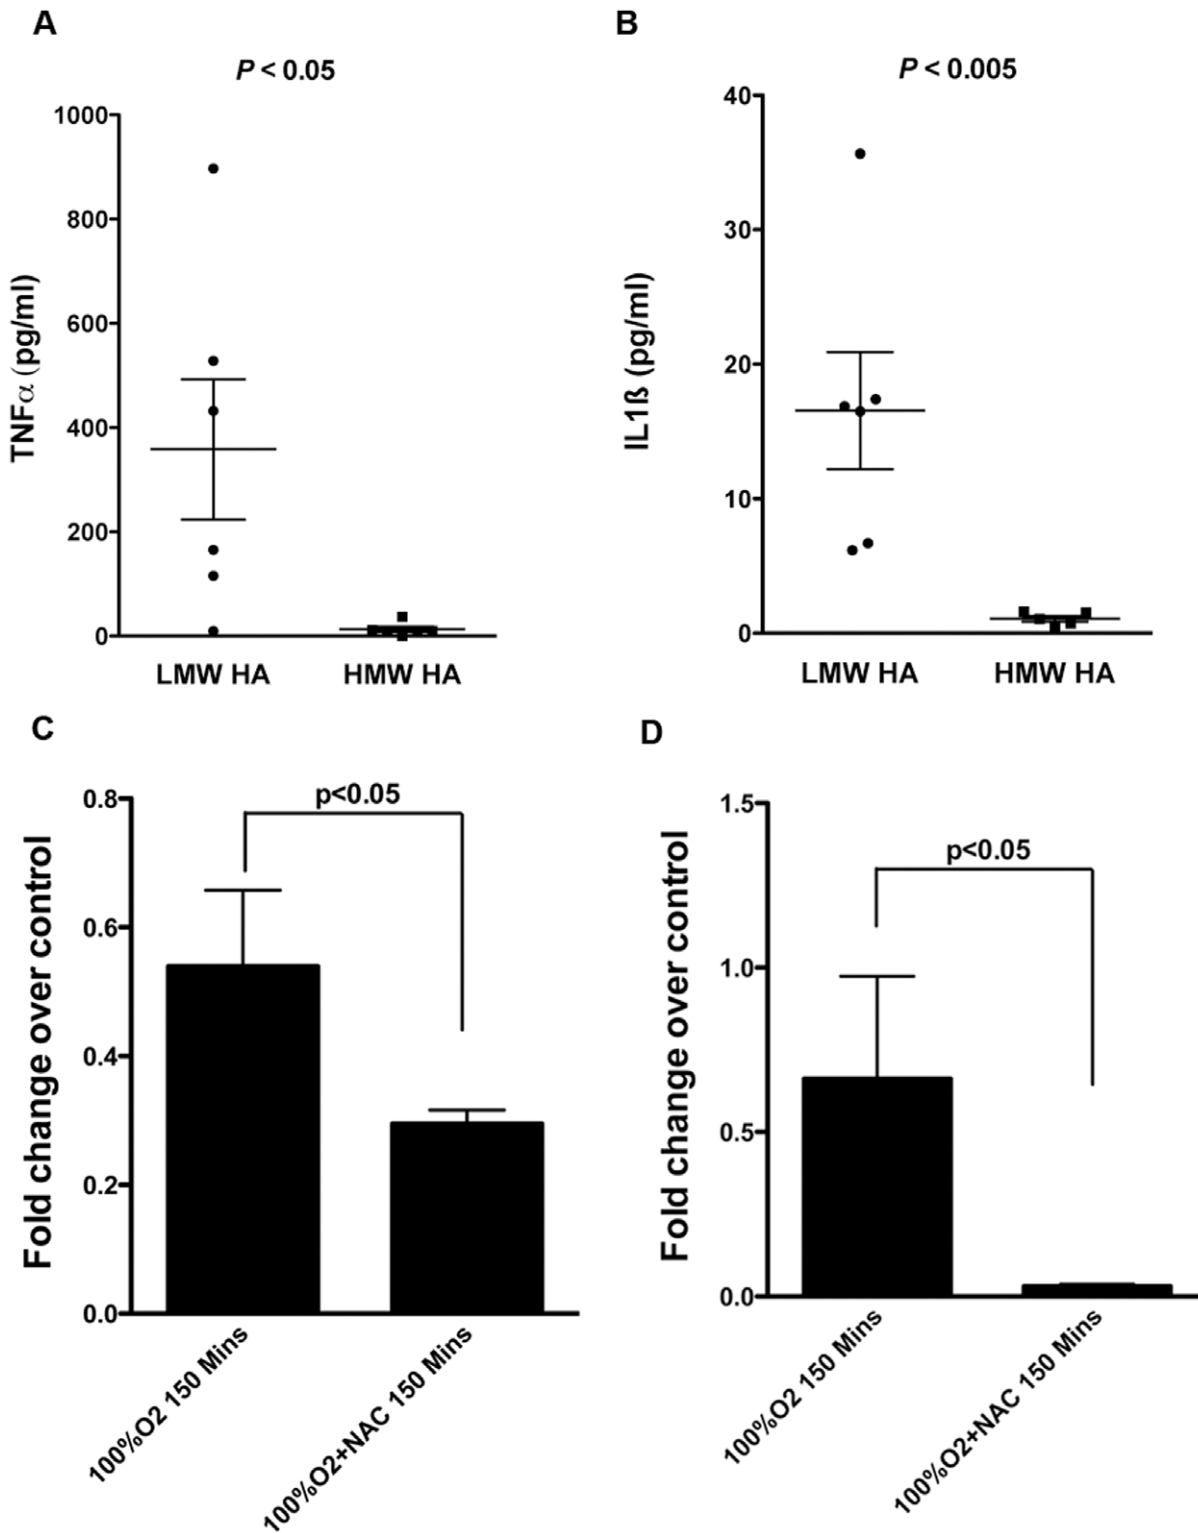 A
P < 0.05
TNFα (pg/ml)
1000
800
600
400
200
0
LMW HA
HMW HA
B
P < 0.005
IL1ß (pg/ml)
40
30
20
10
0
LMW HA
HMW HA
C
p<0.05
Fold change over control
0.8
0.6
0.4
0.2
0.0
100%O2 150 Mins
100%O2+NAC 150 Mins
D
p<0.05
Fold change over control
1.5
1.0
0.5
0.0
100%O2 150 Mins
100%O2+NAC 150 Mins